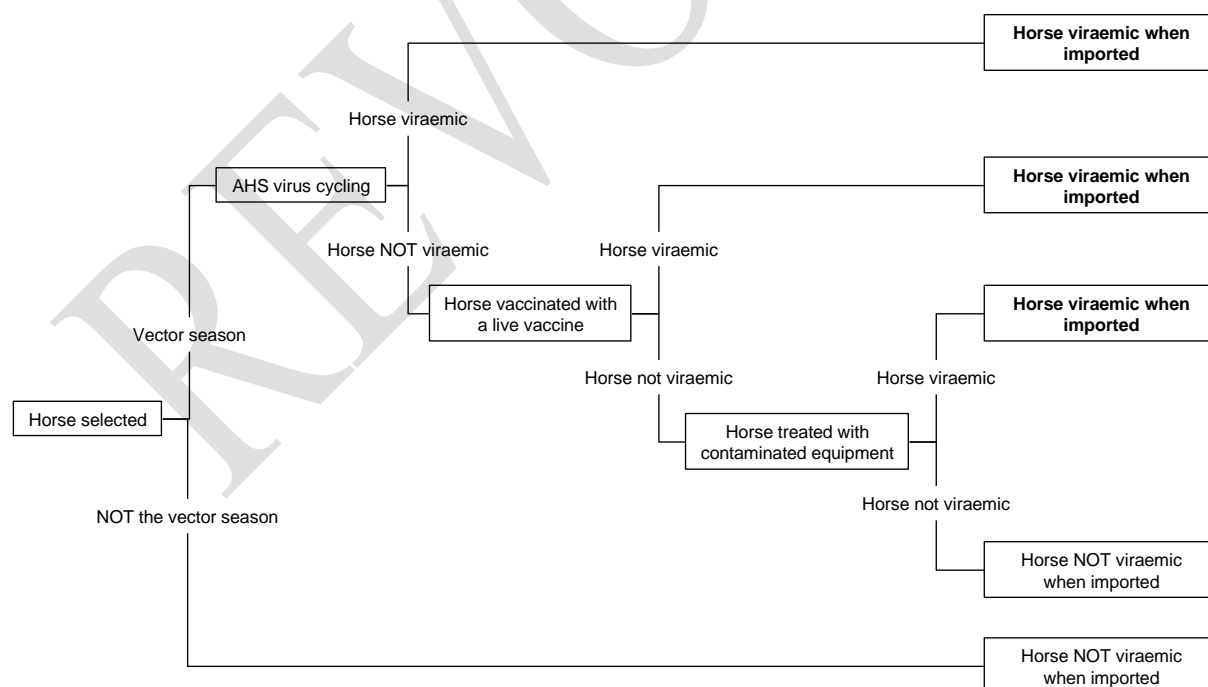 Horse viraemic when
imported
Horse viraemic
AHS virus cycling
Horse viraemic when
imported
Horse NOT viraemic
Horse viraemic
Horse vaccinated with
a live vaccine
Horse viraemic when
imported
Vector season
Horse not viraemic
Horse viraemic
Horse selected
Horse treated with
contaminated equipment
Horse not viraemic
NOT the vector season
Horse NOT viraemic
when imported
Horse NOT viraemic
when imported